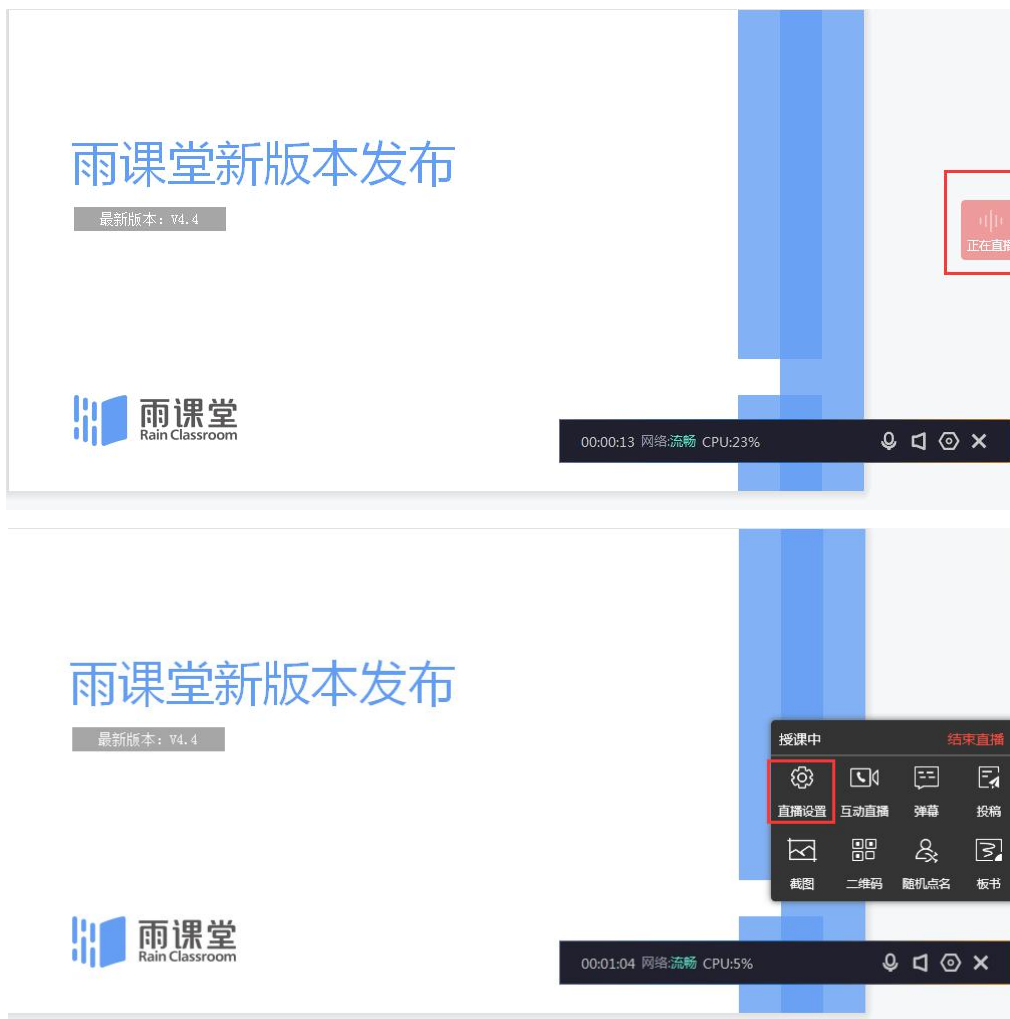 雨课堂新版本发布
最新版本：V4.4
正在直播
雨课堂
Rain Classroom
00:00:13 网络:流畅 CPU:23%
雨课堂新版本发布
最新版本：V4.4
授课中 结束直播
直播设置 互动直播 弹幕 投稿
截图 二维码 随机点名 板书
雨课堂
Rain Classroom
00:01:04 网络:流畅 CPU:5%